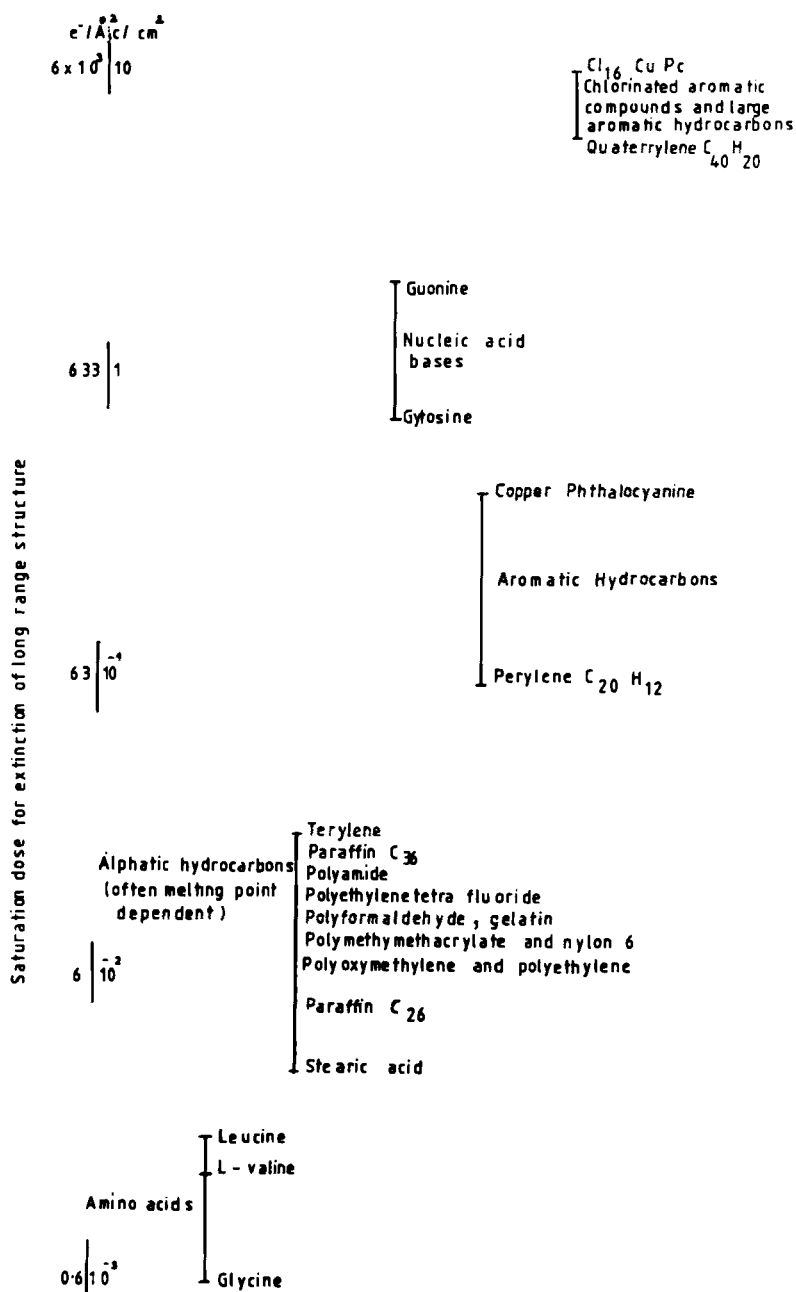 e⁻/Å²|c/cm²
6 x 10³|10
Cl₁₆ Cu Pc
Chlorinated aromatic
compounds and large
aromatic hydrocarbons
Quaterrylene C₄₀ H₂₀
Guonine
Nucleic acid
bases
633|1
Gytosine
Copper Phthalocyanine
Aromatic Hydrocarbons
63|10⁻¹
Perylene C₂₀ H₁₂
Saturation dose for extinction of long range structure
Terylene
Paraffin C₃₆
Polyamide
Polyethylenetetra fluoride
Polyformaldehyde, gelatin
Polymethymethacrylate and nylon 6
Polyoxymethylene and polyethylene
Alphatic hydrocarbons
(often melting point
dependent)
6|10⁻²
Paraffin C₂₆
Stearic acid
Leucine
L - valine
Amino acids
0·6|10⁻³
Glycine